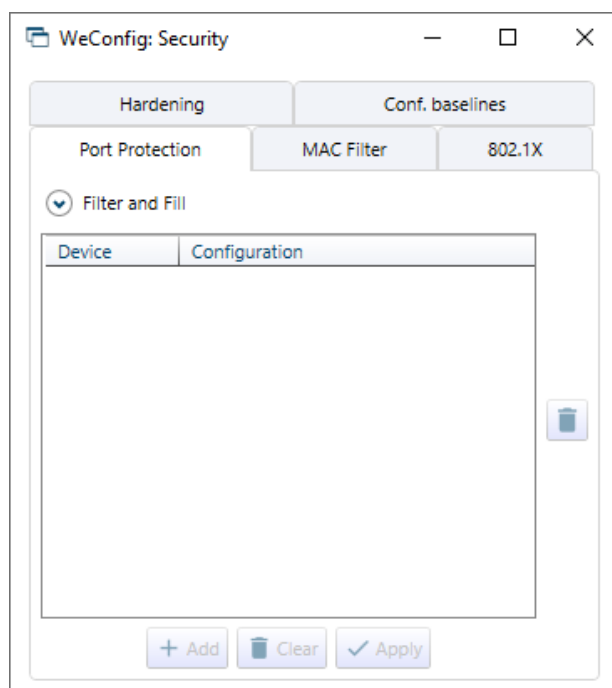 WeConfig: Security
Hardening Conf. baselines
Port Protection MAC Filter 802.1X
Filter and Fill
Device Configuration
Add Clear Apply